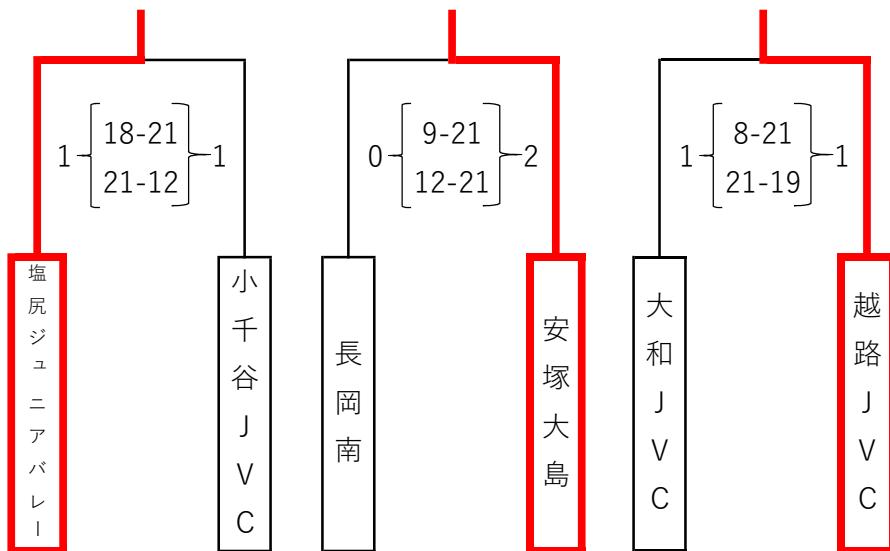 18-21
1 1
21-12
9-21
0 2
12-21
8-21
1 1
21-19
塩尻ジュニアバレー
小千谷JVC
長岡南
安塚大島
大和JVC
越路JVC